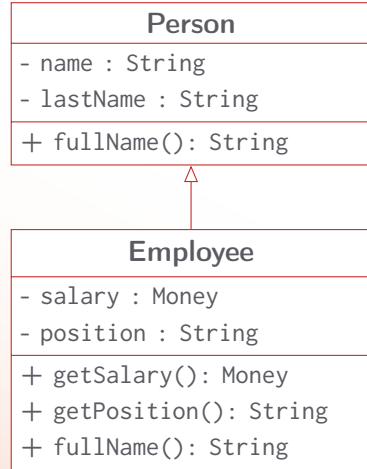 Person
- name : String
- lastName : String
+ fullName(): String
Employee
- salary : Money
- position : String
+ getSalary(): Money
+ getPosition(): String
+ fullName(): String